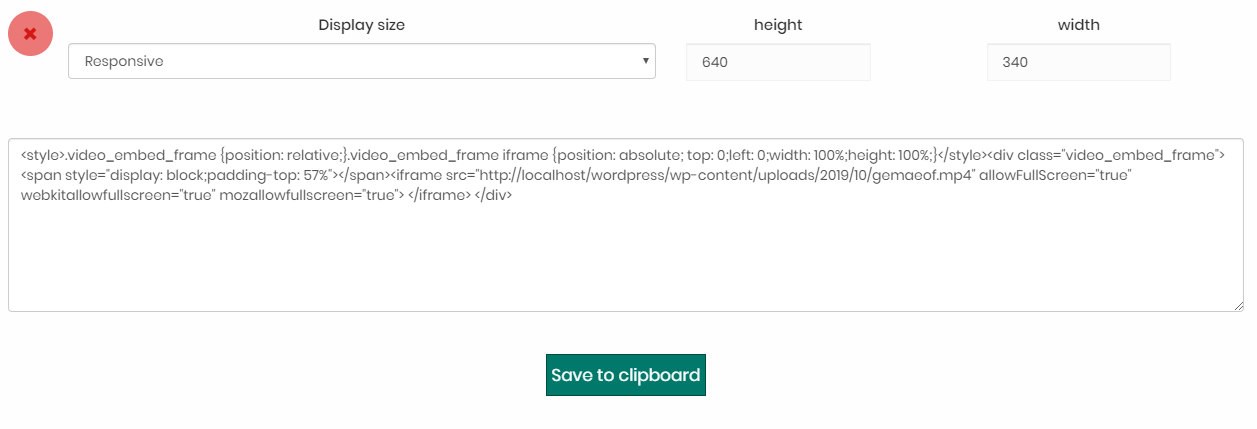 Display size
height
width
Responsive
640
340
<style>.video_embed_frame {position: relative;}.video_embed_frame iframe {position: absolute; top: 0;left: 0;width: 100%;height: 100%;}</style><div class="video_embed_frame">
<span style="display: block;padding-top: 57%"></span><iframe src="http://localhost/wordpress/wp-content/uploads/2019/10/gemaeof.mp4" allowFullScreen="true"
webkitallowfullscreen="true" mozallowfullscreen="true"> </iframe> </div>
Save to clipboard